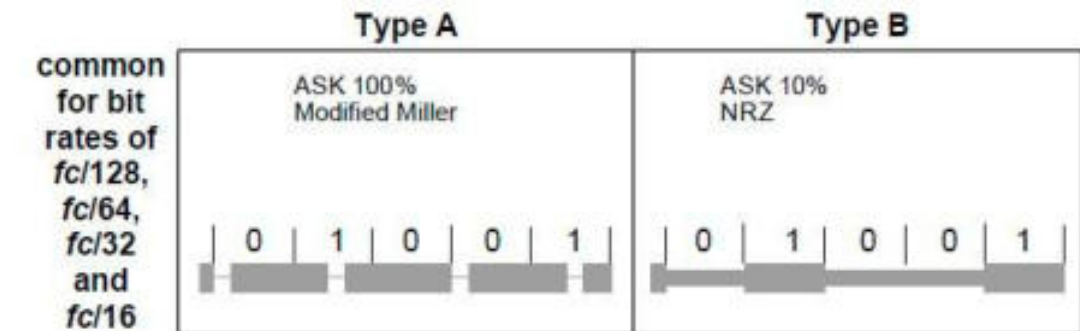 Type A
Type B
common
for bit
rates of
fc/128,
fc/64,
fc/32
and
fc/16
ASK 100%
Modified Miller
0 1 0 0 1
ASK 10%
NRZ
0 1 0 0 1